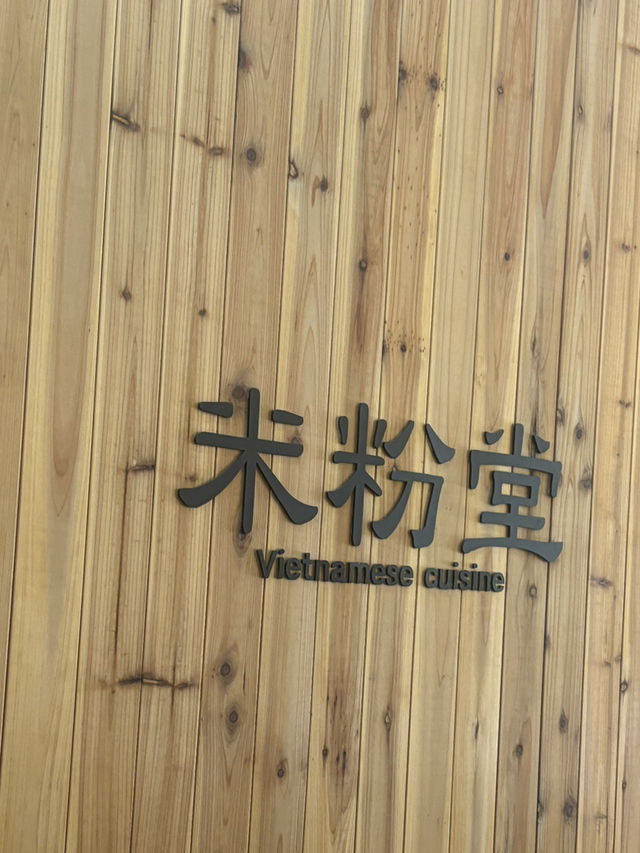 米粉堂
Vietnamese cuisine